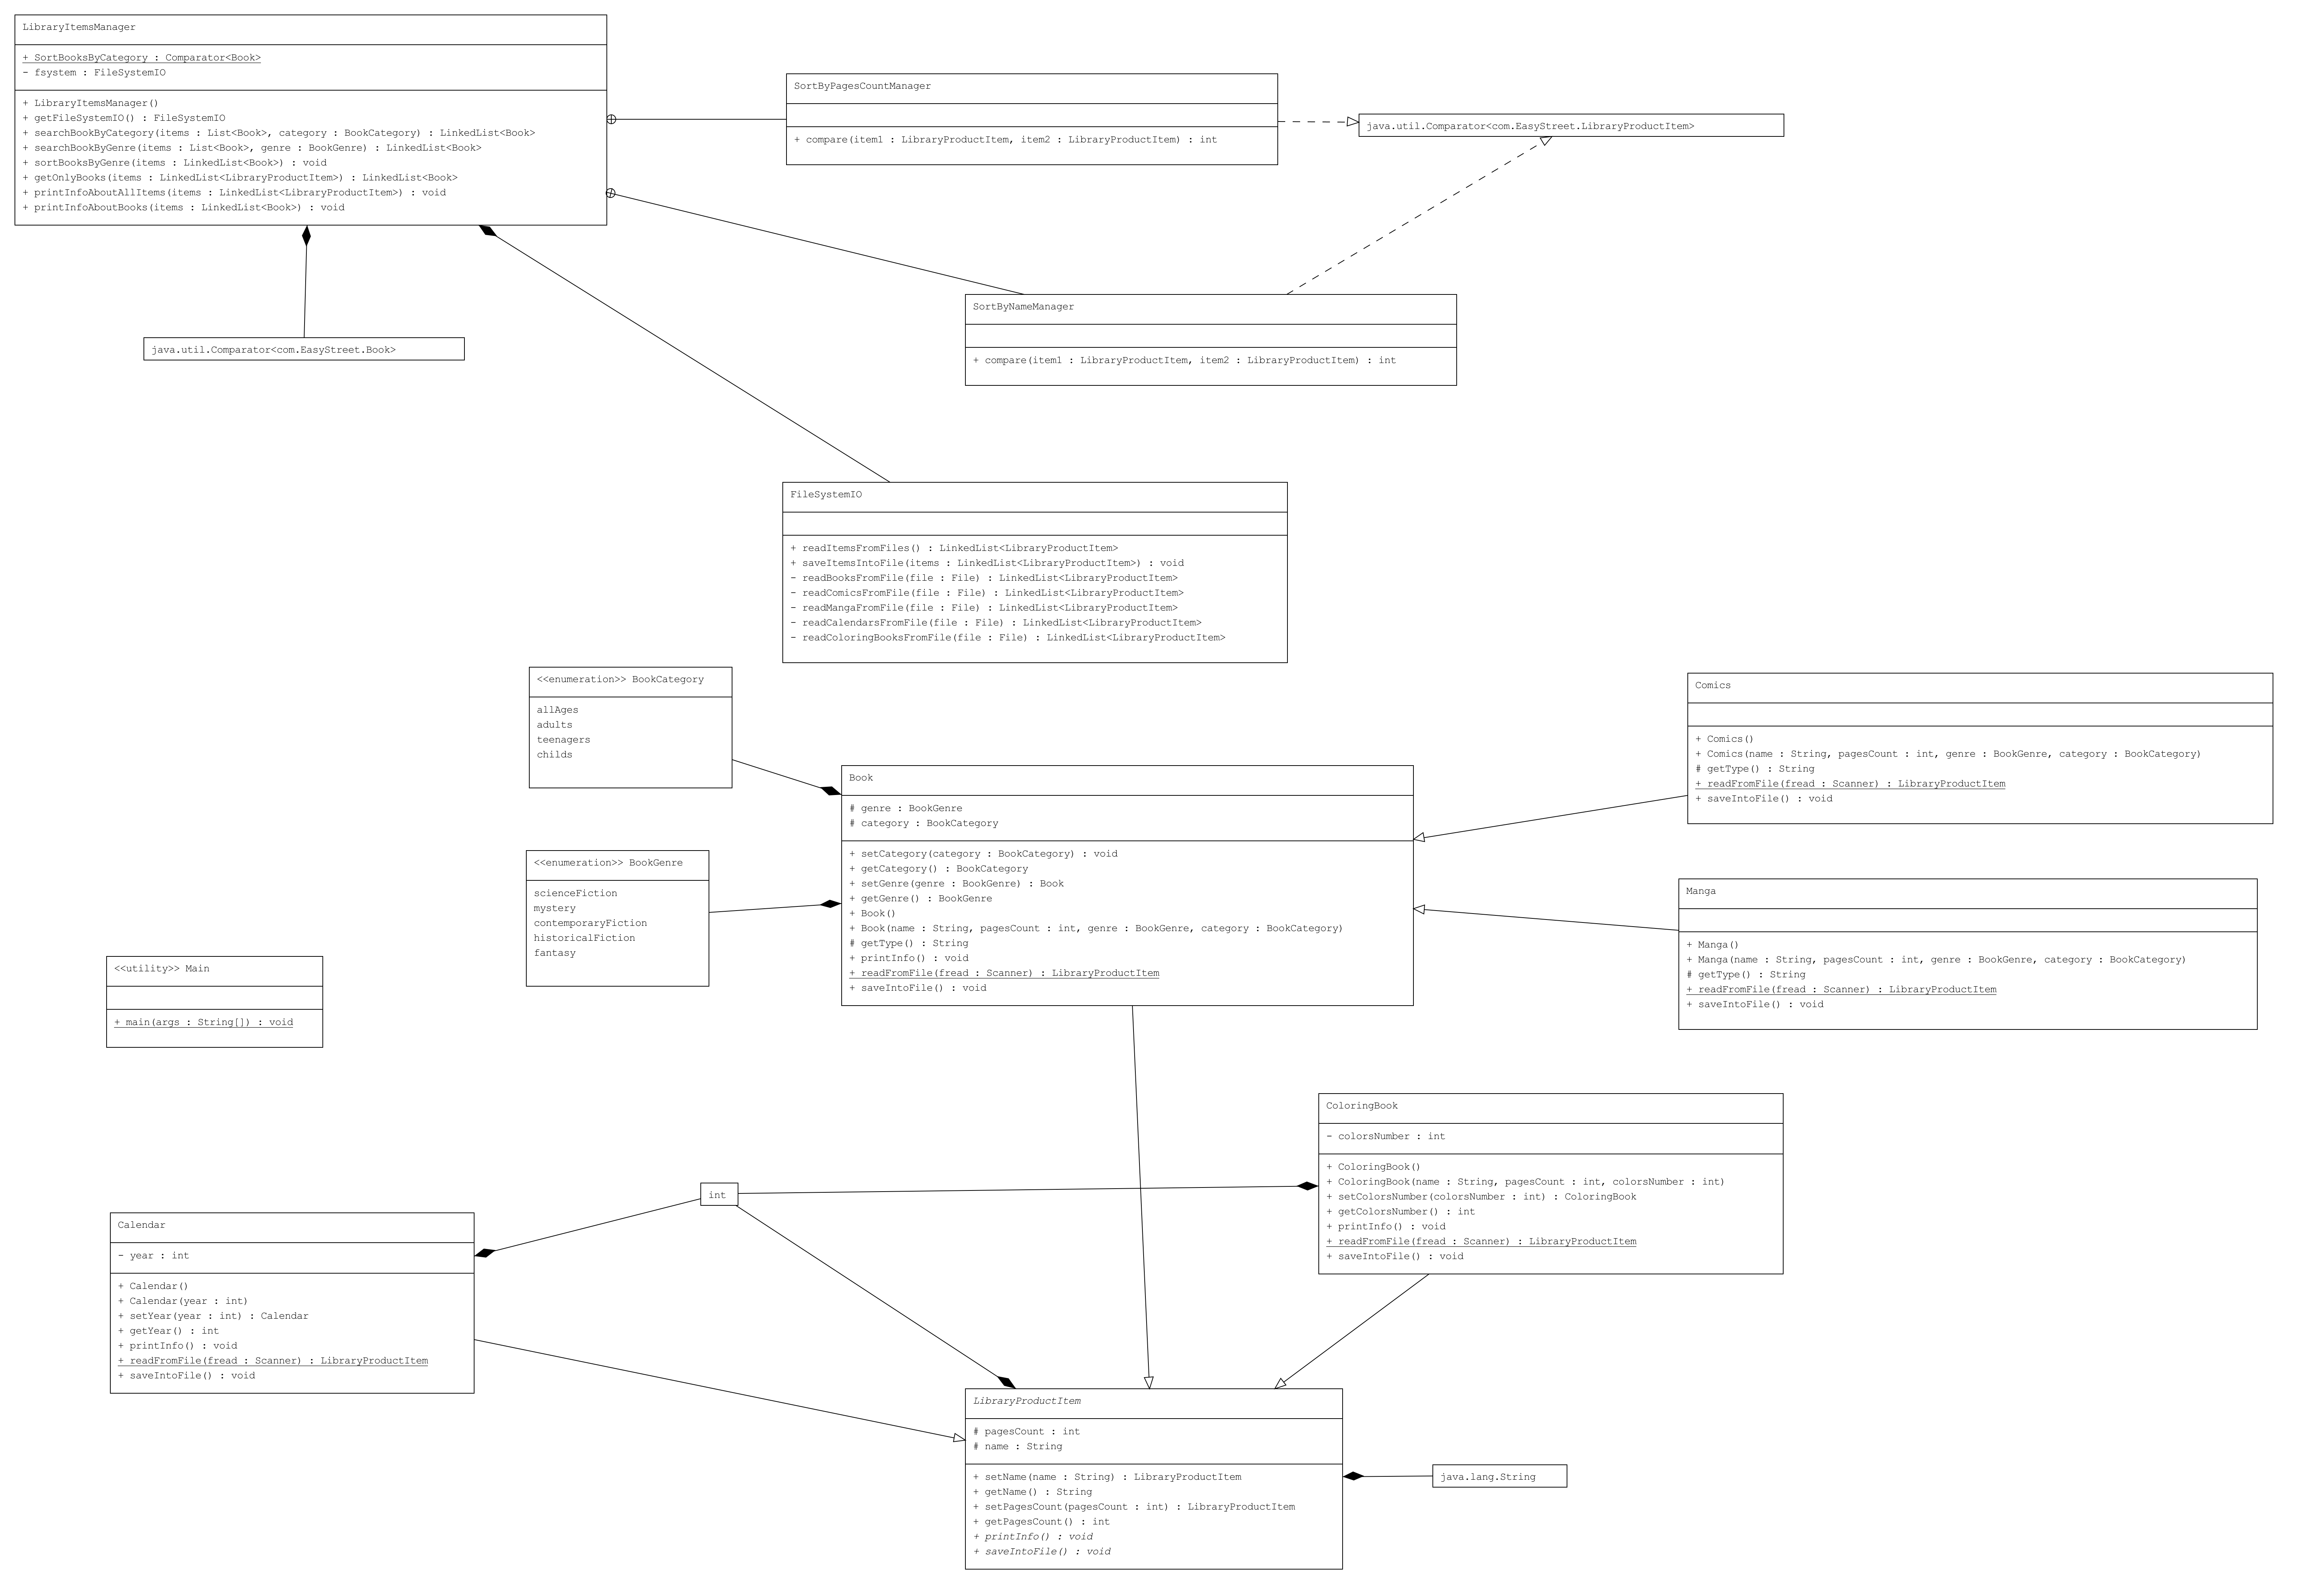 LibraryItemsManager
+ SortBooksByCategory : Comparator<Book>
- fsystem : FileSystemIO
+ LibraryItemsManager()
+ getFileSystemIO() : FileSystemIO
+ searchBookByCategory(items : List<Book>, category : BookCategory) : LinkedList<Book>
+ searchBookByGenre(items : List<Book>, genre : BookGenre) : LinkedList<Book>
+ sortBooksByGenre(items : LinkedList<Book>) : void
+ getOnlyBooks(items : LinkedList<LibraryProductItem>) : LinkedList<Book>
+ printInfoAboutAllItems(items : LinkedList<LibraryProductItem>) : void
+ printInfoAboutBooks(items : LinkedList<Book>) : void
SortByPagesCountManager
+ compare(item1 : LibraryProductItem, item2 : LibraryProductItem) : int
java.util.Comparator<com.EasyStreet.LibraryProductItem>
SortByNameManager
+ compare(item1 : LibraryProductItem, item2 : LibraryProductItem) : int
java.util.Comparator<com.EasyStreet.Book>
FileSystemIO
+ readItemsFromFiles() : LinkedList<LibraryProductItem>
+ saveItemsIntoFile(items : LinkedList<LibraryProductItem>) : void
- readBooksFromFile(file : File) : LinkedList<LibraryProductItem>
- readComicsFromFile(file : File) : LinkedList<LibraryProductItem>
- readMangaFromFile(file : File) : LinkedList<LibraryProductItem>
- readCalendarsFromFile(file : File) : LinkedList<LibraryProductItem>
- readColoringBooksFromFile(file : File) : LinkedList<LibraryProductItem>
<<enumeration>> BookCategory
allAges
adults
teenagers
childs
Comics
+ Comics()
+ Comics(name : String, pagesCount : int, genre : BookGenre, category : BookCategory)
# getType() : String
+ readFromFile(fread : Scanner) : LibraryProductItem
+ saveIntoFile() : void
Book
# genre : BookGenre
# category : BookCategory
+ setCategory(category : BookCategory) : void
+ getCategory() : BookCategory
+ setGenre(genre : BookGenre) : Book
+ getGenre() : BookGenre
+ Book()
+ Book(name : String, pagesCount : int, genre : BookGenre, category : BookCategory)
# getType() : String
+ printInfo() : void
+ readFromFile(fread : Scanner) : LibraryProductItem
+ saveIntoFile() : void
<<enumeration>> BookGenre
scienceFiction
mystery
contemporaryFiction
historicalFiction
fantasy
Manga
+ Manga()
+ Manga(name : String, pagesCount : int, genre : BookGenre, category : BookCategory)
# getType() : String
+ readFromFile(fread : Scanner) : LibraryProductItem
+ saveIntoFile() : void
<<utility>> Main
+ main(args : String[]) : void
ColoringBook
- colorsNumber : int
+ ColoringBook()
+ ColoringBook(name : String, pagesCount : int, colorsNumber : int)
+ setColorsNumber(colorsNumber : int) : ColoringBook
+ getColorsNumber() : int
+ printInfo() : void
+ readFromFile(fread : Scanner) : LibraryProductItem
+ saveIntoFile() : void
int
Calendar
- year : int
+ Calendar()
+ Calendar(year : int)
+ setYear(year : int) : Calendar
+ getYear() : int
+ printInfo() : void
+ readFromFile(fread : Scanner) : LibraryProductItem
+ saveIntoFile() : void
LibraryProductItem
# pagesCount : int
# name : String
+ setName(name : String) : LibraryProductItem
+ getName() : String
+ setPagesCount(pagesCount : int) : LibraryProductItem
+ getPagesCount() : int
+ printInfo() : void
+ saveIntoFile() : void
java.lang.String